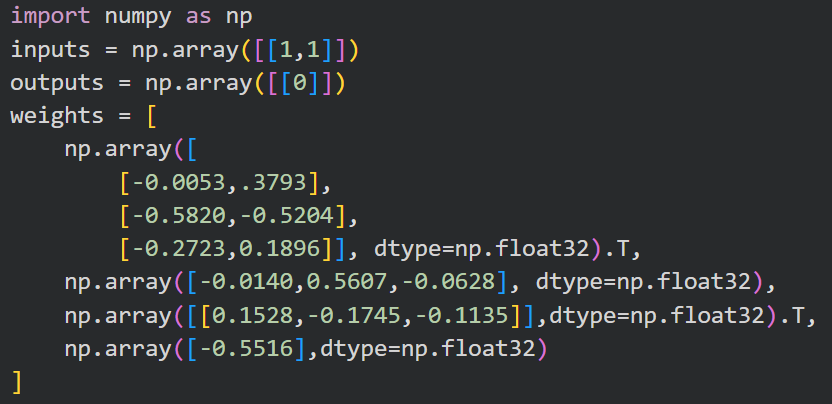 import numpy as np
inputs = np.array([[1,1]])
outputs = np.array([[0]])
weights = [
    np.array([
        [-0.0053,.3793],
        [-0.5820,-0.5204],
        [-0.2723,0.1896]], dtype=np.float32).T,
    np.array([-0.0140,0.5607,-0.0628], dtype=np.float32),
    np.array([[0.1528,-0.1745,-0.1135]],dtype=np.float32).T,
    np.array([-0.5516],dtype=np.float32)
]